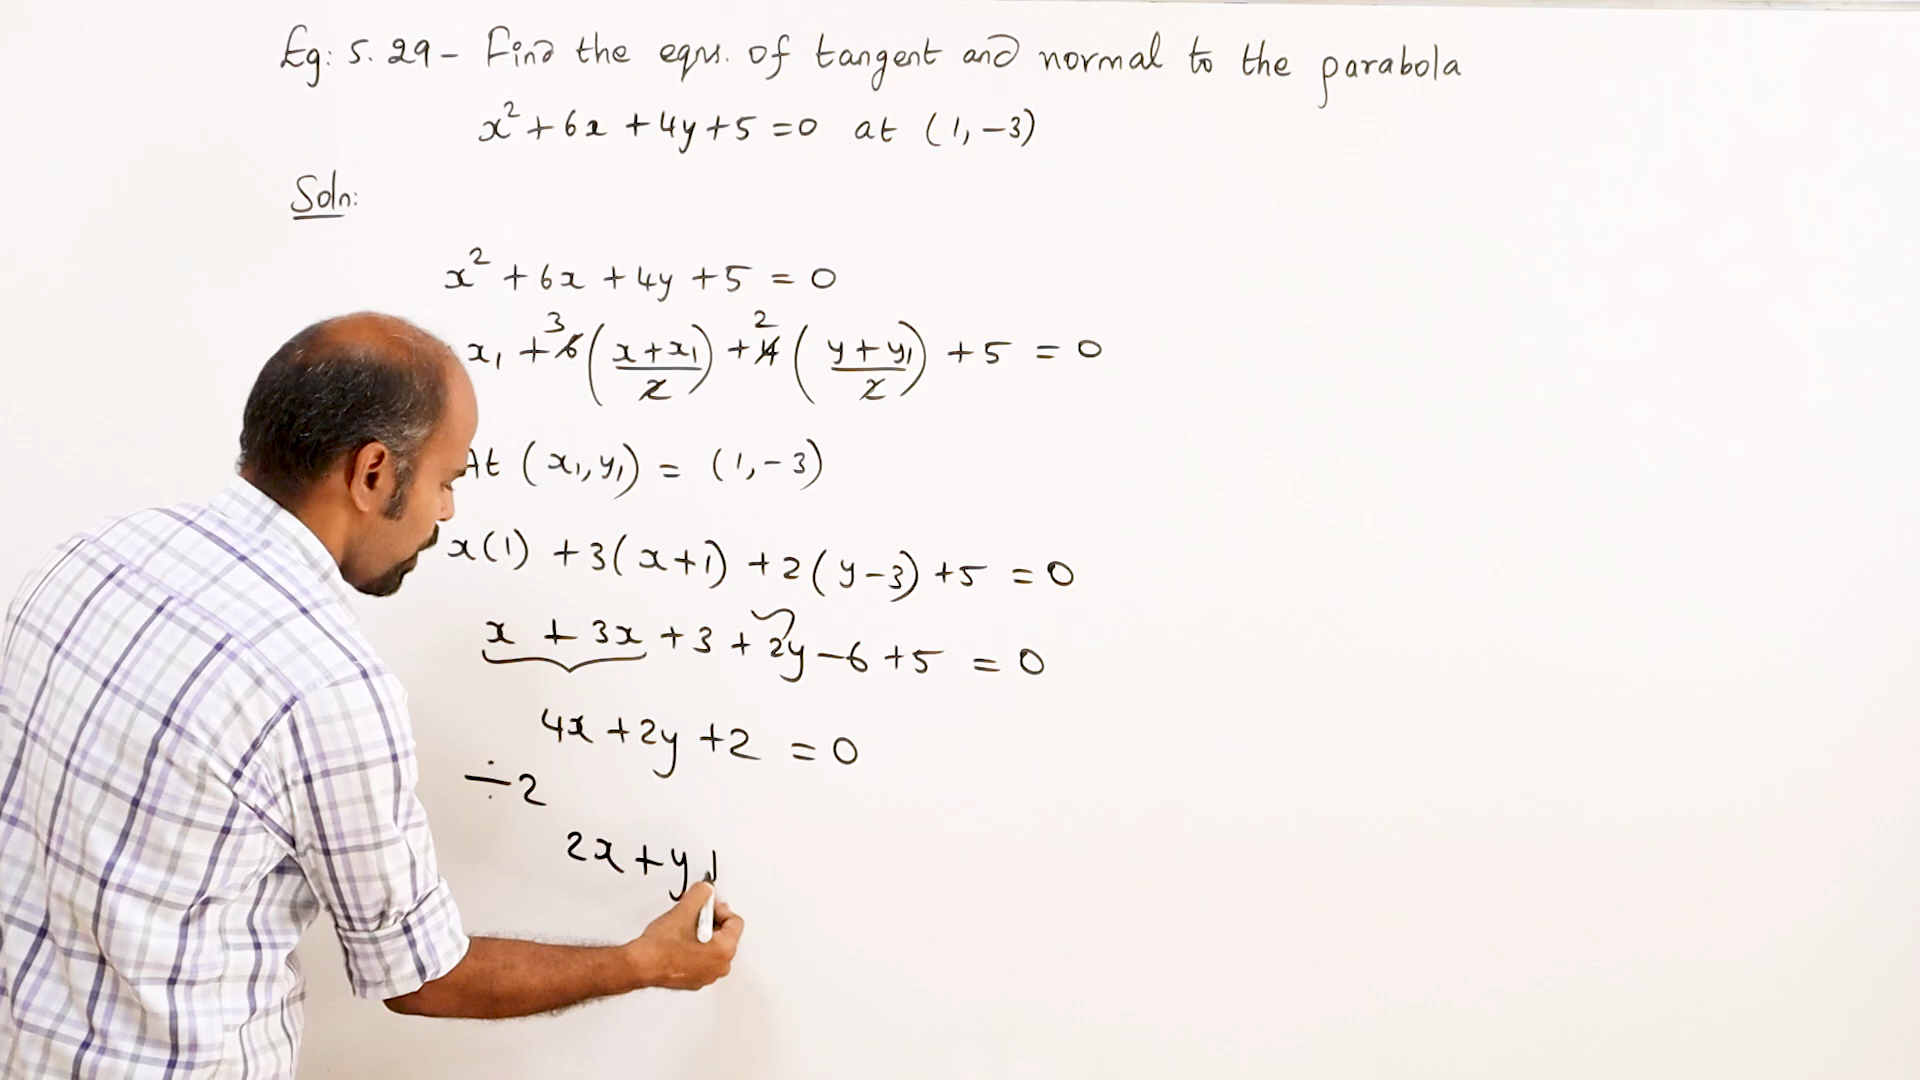 Eg: 5.29 - Find the eqns. of tangent and normal to the parabola
x² + 6x + 4y + 5 = 0 at (1, -3)
Soln:
x² + 6x + 4y + 5 = 0
x₁ + 6 3 ((x + x₁)/2) + 4 2 ((y + y₁)/2) + 5 = 0
At (x₁, y₁) = (1, -3)
x(1) + 3(x+1) + 2(y-3) + 5 = 0
x + 3x + 3 + 2y - 6 + 5 = 0
4x + 2y + 2 = 0
÷2
2x + y